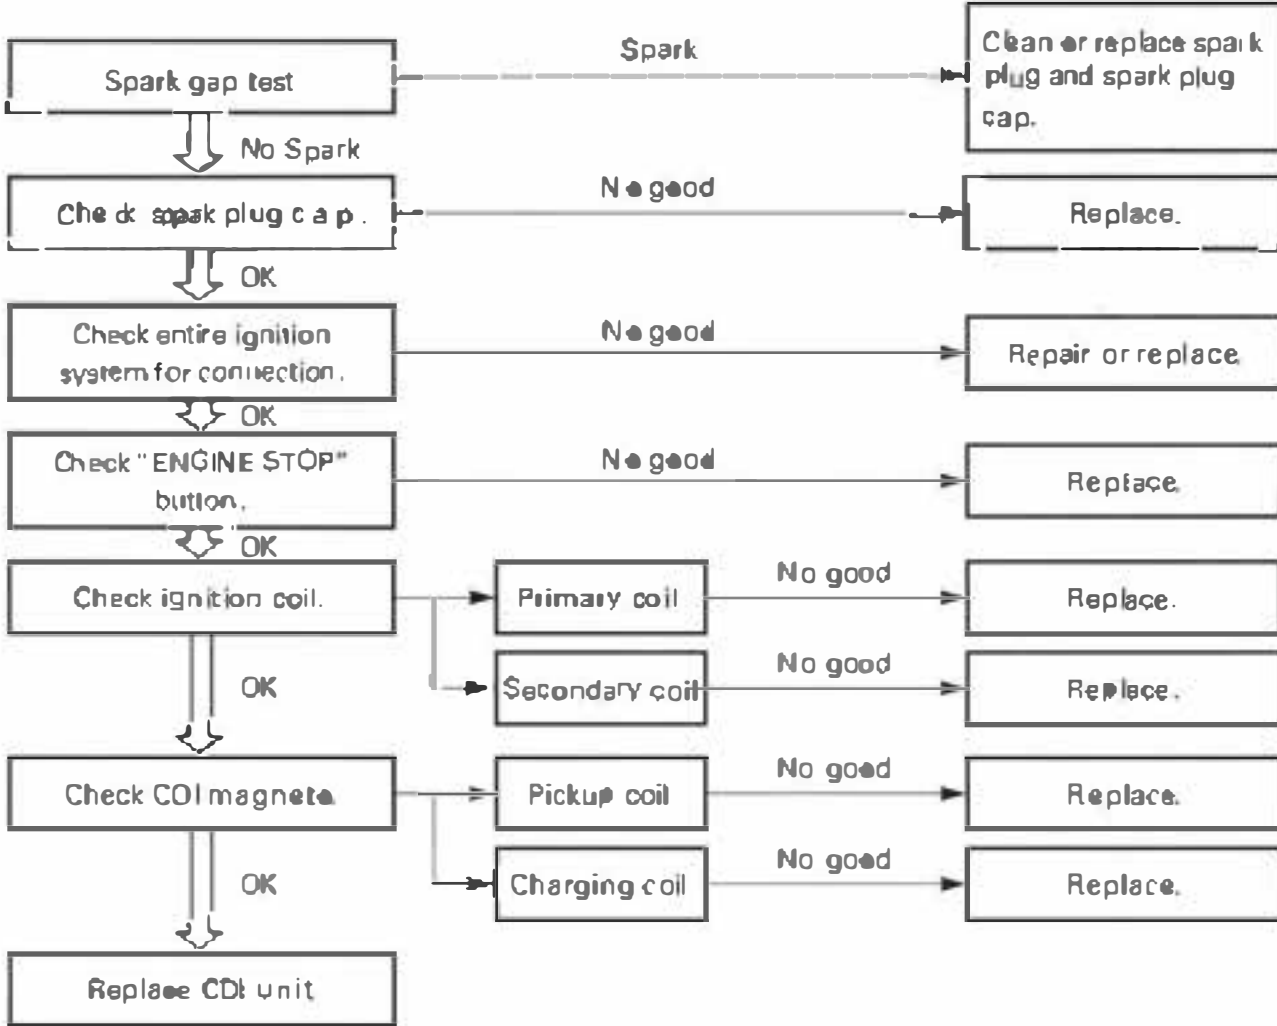 Spark gap test
Spark
Clean or replace spark
plug and spark plug
cap.
No Spark
Check spark plug cap.
No good
Replace.
OK
Check entire ignition
system for connection.
No good
Repair or replace.
OK
Check "ENGINE STOP"
button.
No good
Replace.
OK
Check ignition coil.
Primary coil
No good
Replace.
Secondary coil
No good
Replace.
OK
Check CDI magneto.
Pickup coil
No good
Replace.
Charging coil
No good
Replace.
OK
Replace CDI unit